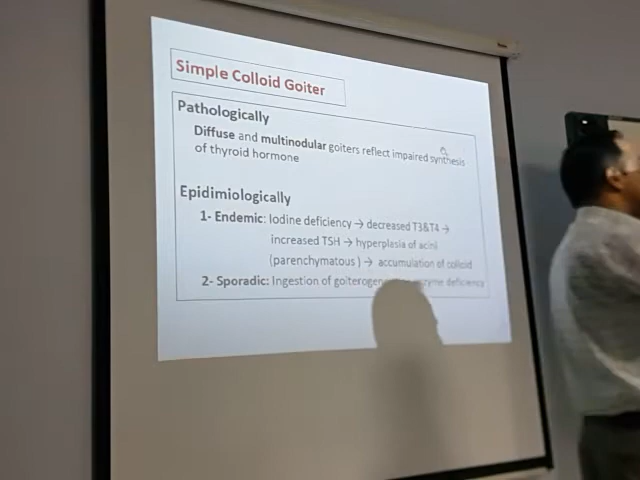 Simple Colloid Goiter
Pathologically
Diffuse and multinodular goiters reflect impaired synthesis
of thyroid hormone
Epidimiologically
1- Endemic: Iodine deficiency → decreased T3&T4 →
increased TSH → hyperplasia of acini
(parenchymatous ) → accumulation of colloid
2- Sporadic: Ingestion of deficiency